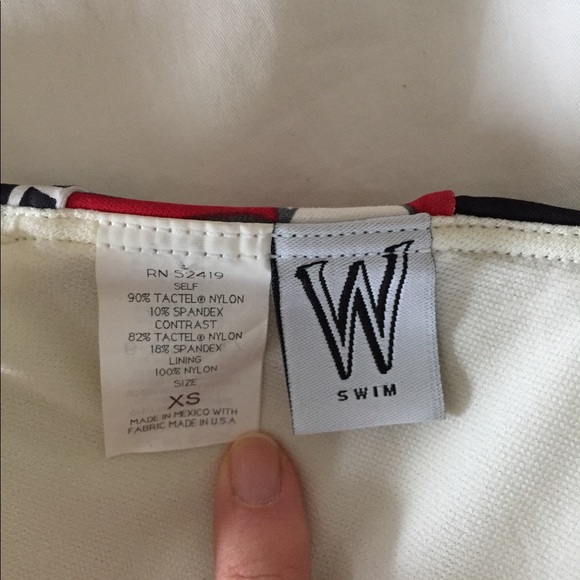 RN 52419
SELF
90% TACTEL® NYLON
10% SPANDEX
CONTRAST
82% TACTEL® NYLON
18% SPANDEX
LINING
100% NYLON
SIZE
XS
MADE IN MEXICO WITH
FABRIC MADE IN U.S.A
W
SWIM